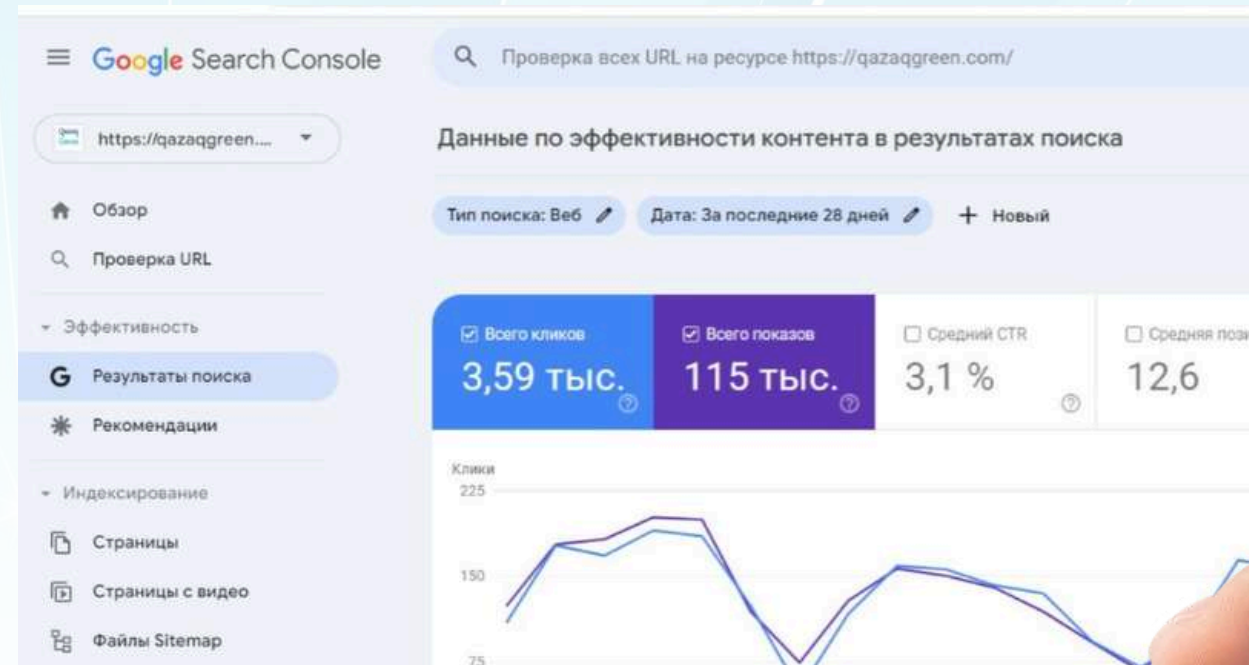 Google Search Console
Проверка всех URL на ресурсе https://qazaqgreen.com/
https://qazaqgreen....
Данные по эффективности контента в результатах поиска
Обзор
Тип поиска: Веб
Дата: За последние 28 дней
+ Новый
Проверка URL
Эффективность
Всего кликов
Всего показов
Средний CTR
Средняя пози
G Результаты поиска
3,59 тыс.
115 тыс.
3,1 %
12,6
Рекомендации
Клики
Индексирование
225
Страницы
150
Страницы с видео
Файлы Sitemap
75